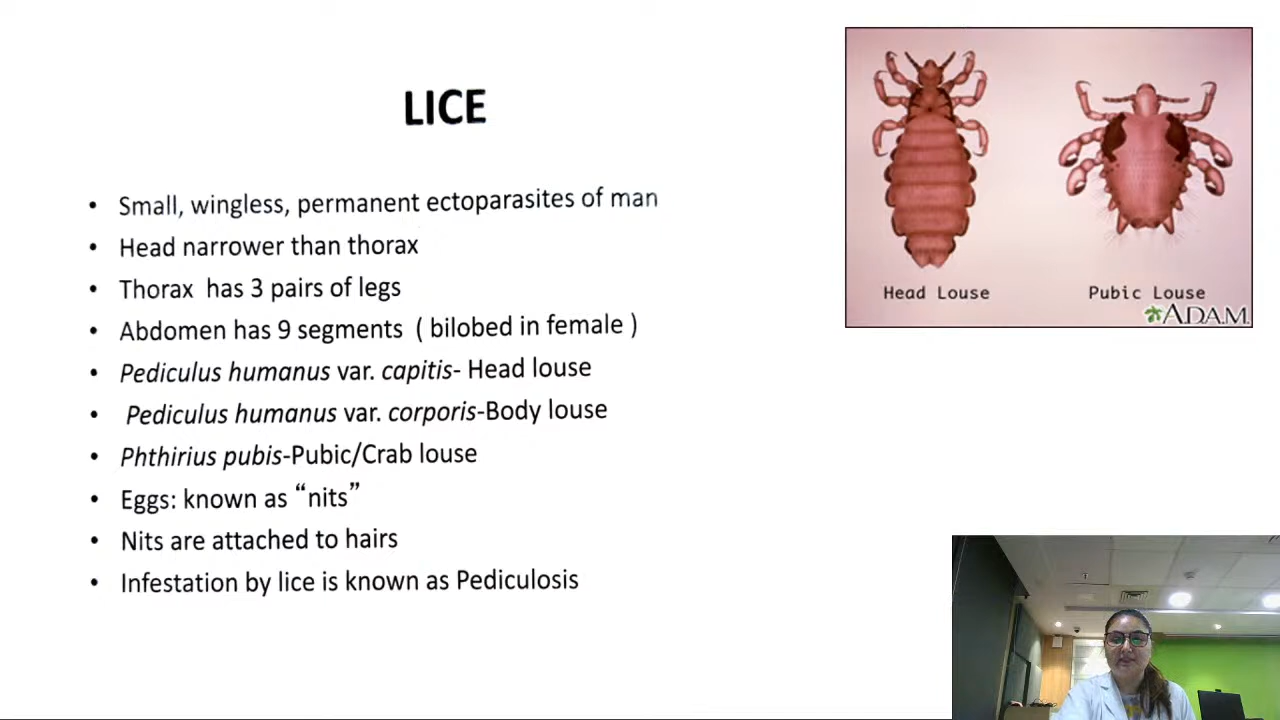 LICE
• Small, wingless, permanent ectoparasites of man
• Head narrower than thorax
• Thorax has 3 pairs of legs
• Abdomen has 9 segments ( bilobed in female )
• Pediculus humanus var. capitis- Head louse
• Pediculus humanus var. corporis-Body louse
• Phthirius pubis-Pubic/Crab louse
• Eggs: known as “nits”
• Nits are attached to hairs
• Infestation by lice is known as Pediculosis
Head Louse
Pubic Louse
A.D.A.M.